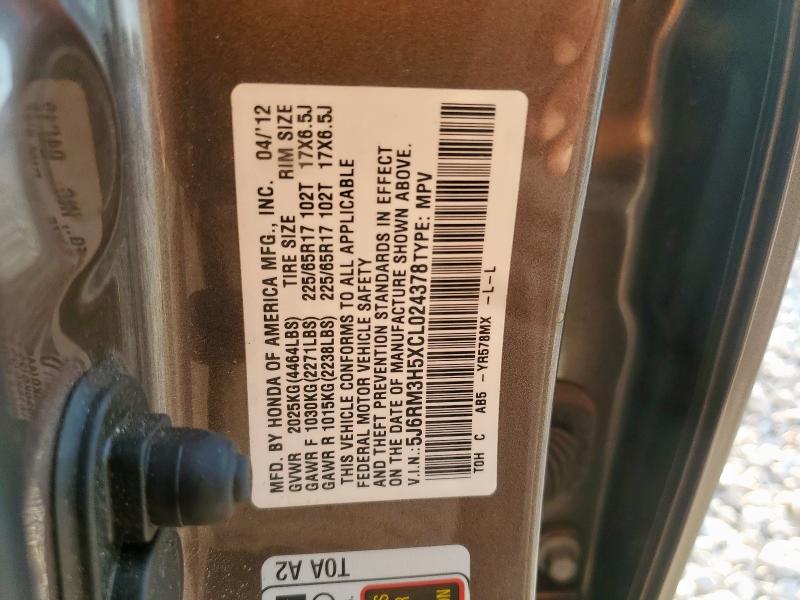 MFD. BY HONDA OF AMERICA MFG., INC. 04/'12
GVWR 2025KG(4464LBS) TIRE SIZE RIM SIZE
GAWR F 1030KG(2271LBS) 225/65R17 102T 17X6.5J
GAWR R 1015KG(2238LBS) 225/65R17 102T 17X6.5J
THIS VEHICLE CONFORMS TO ALL APPLICABLE
FEDERAL MOTOR VEHICLE SAFETY
AND THEFT PREVENTION STANDARDS IN EFFECT
ON THE DATE OF MANUFACTURE SHOWN ABOVE.
V.I.N.:5J6RM3H5XCL024378 TYPE: MPV
TOH C AB5 -YR578MX -L-L
T0A A2